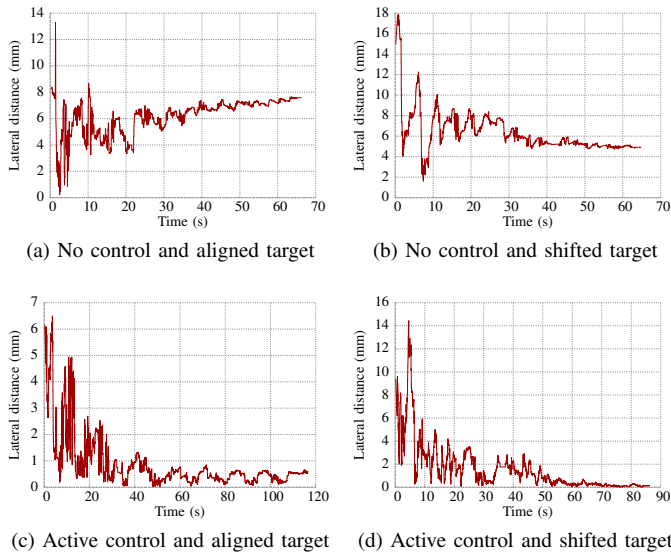 14
12
10
8
6
4
2
0
Lateral distance (mm)
0 10 20 30 40 50 60 70
Time (s)
(a) No control and aligned target
18
16
14
12
10
8
6
4
2
0
Lateral distance (mm)
0 10 20 30 40 50 60 70
Time (s)
(b) No control and shifted target
7
6
5
4
3
2
1
0
Lateral distance (mm)
0 20 40 60 80 100 120
Time (s)
(c) Active control and aligned target
16
14
12
10
8
6
4
2
0
Lateral distance (mm)
0 10 20 30 40 50 60 70 80 90
Time (s)
(d) Active control and shifted target